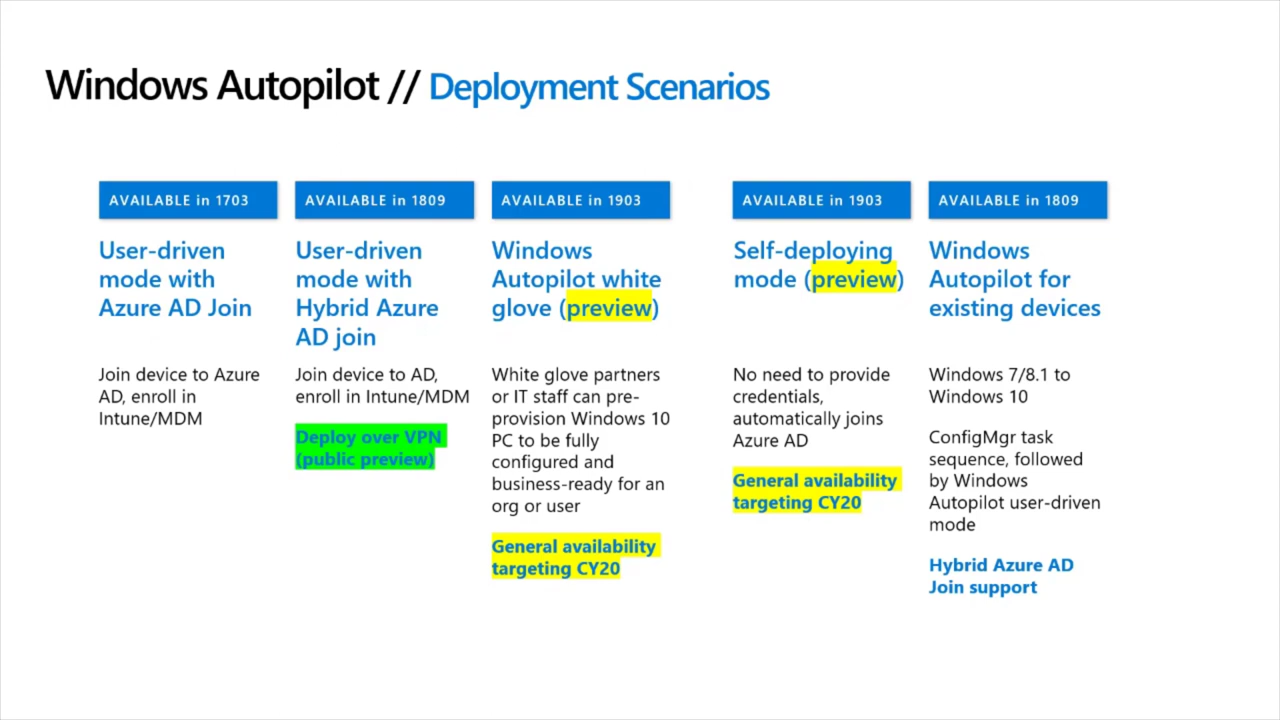 Windows Autopilot // Deployment Scenarios
AVAILABLE in 1703
User-driven
mode with
Azure AD Join
Join device to Azure
AD, enroll in
Intune/MDM
AVAILABLE in 1809
User-driven
mode with
Hybrid Azure
AD join
Join device to AD,
enroll in Intune/MDM
Deploy over VPN
(public preview)
AVAILABLE in 1903
Windows
Autopilot white
glove (preview)
White glove partners
or IT staff can pre-
provision Windows 10
PC to be fully
configured and
business-ready for an
org or user
General availability
targeting CY20
AVAILABLE in 1903
Self-deploying
mode (preview)
No need to provide
credentials,
automatically joins
Azure AD
General availability
targeting CY20
AVAILABLE in 1809
Windows
Autopilot for
existing devices
Windows 7/8.1 to
Windows 10
ConfigMgr task
sequence, followed
by Windows
Autopilot user-driven
mode
Hybrid Azure AD
Join support